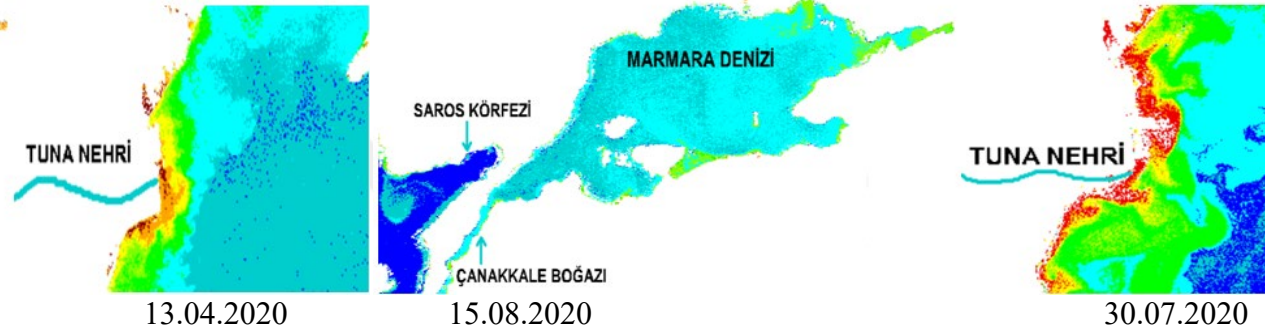 TUNA NEHRİ
MARMARA DENİZİ
SAROS KÖRFEZİ
ÇANAKKALE BOĞAZI
TUNA NEHRİ
13.04.2020
15.08.2020
30.07.2020